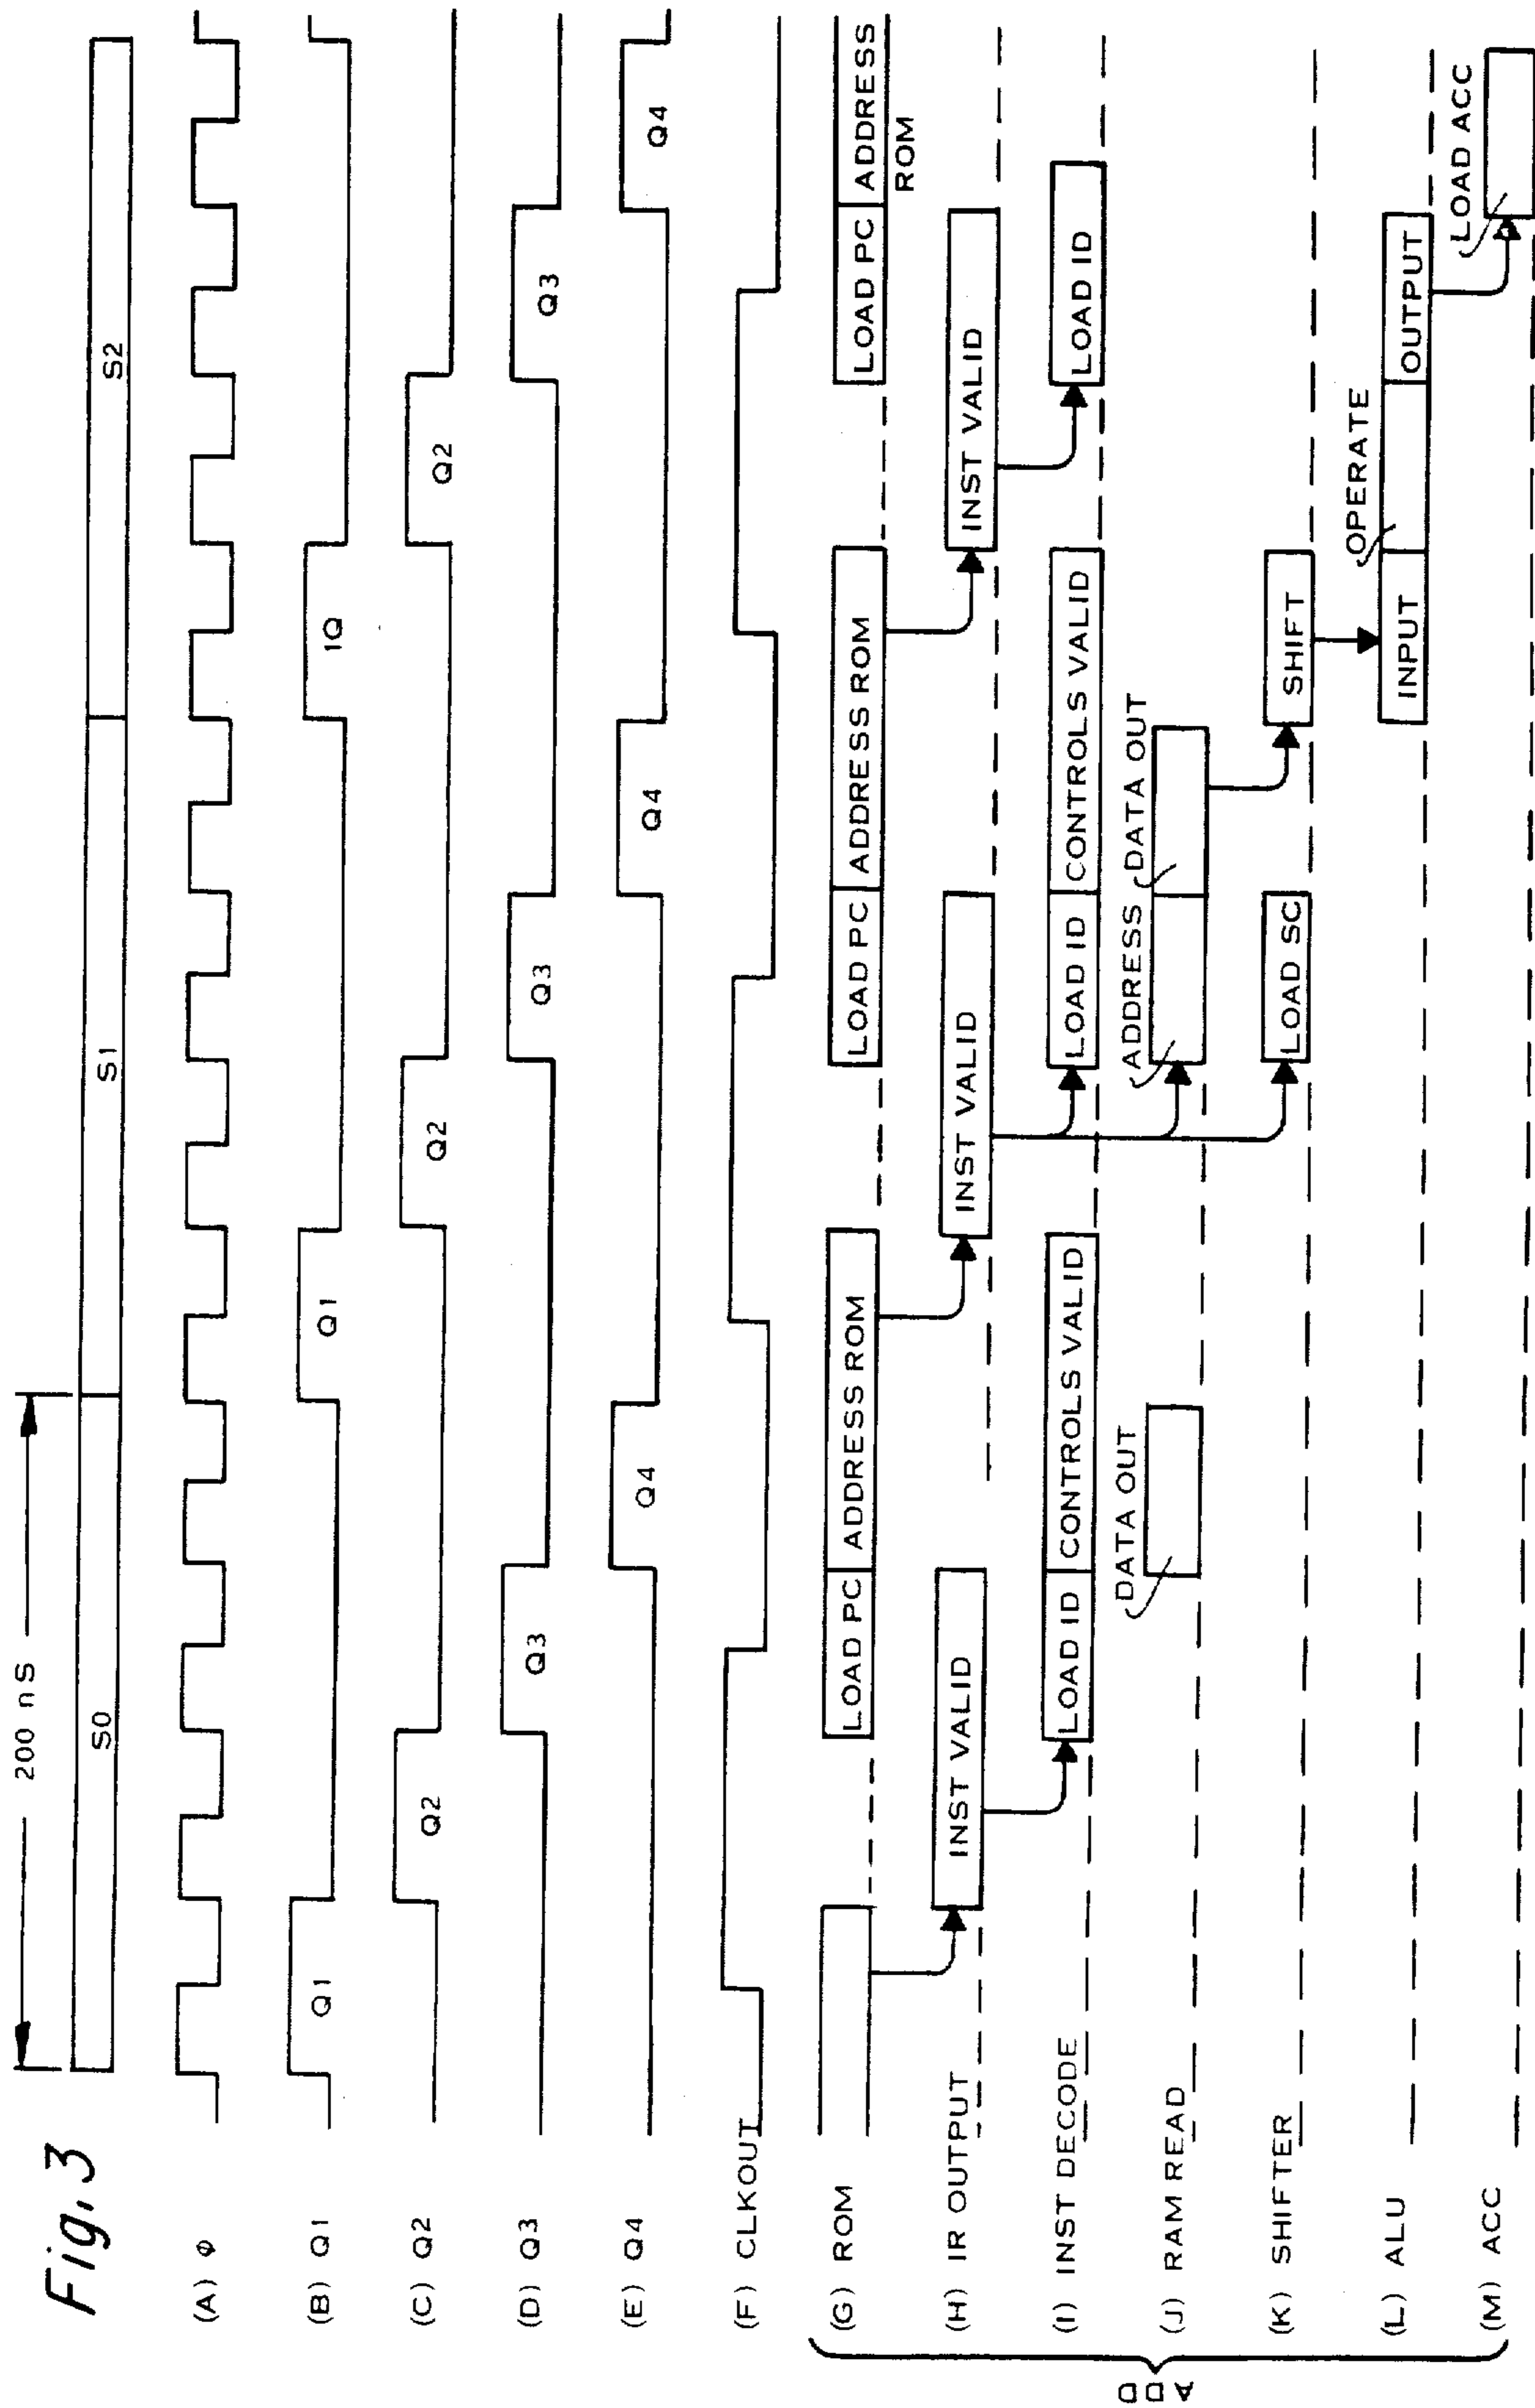 Fig. 3
200 nS
S0 S1 S2
(A) Φ
(B) Q1 Q1 Q1 1Q
(C) Q2 Q2 Q2 Q2
(D) Q3 Q3 Q3 Q3
(E) Q4 Q4 Q4 Q4
(F) CLKOUT
(G) ROM LOAD PC ADDRESS ROM LOAD PC ADDRESS ROM LOAD PC ADDRESS
ROM
(H) IR OUTPUT INST VALID INST VALID INST VALID
(I) INST DECODE LOAD ID CONTROLS VALID LOAD ID CONTROLS VALID LOAD ID
DATA OUT ADDRESS DATA OUT
(J) RAM READ
(K) SHIFTER LOAD SC SHIFT
OPERATE
(L) ALU INPUT OUTPUT
LOAD ACC
(M) ACC
ADD